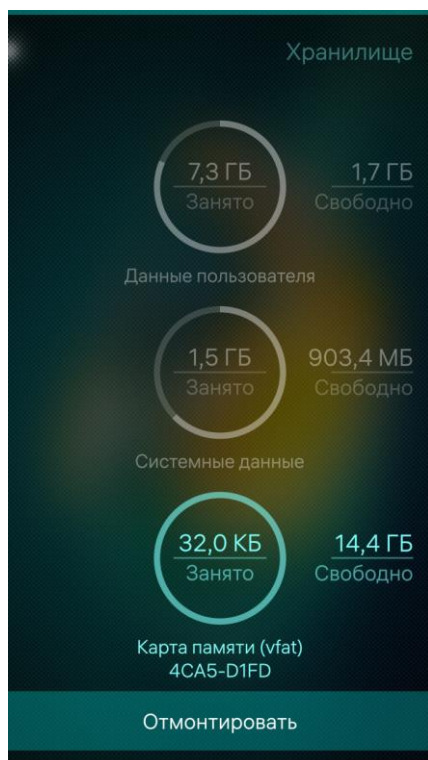 Хранилище
7,3 ГБ 1,7 ГБ
Занято Свободно
Данные пользователя
1,5 ГБ 903,4 МБ
Занято Свободно
Системные данные
32,0 КБ 14,4 ГБ
Занято Свободно
Карта памяти (vfat)
4CA5-D1FD
Отмонтировать